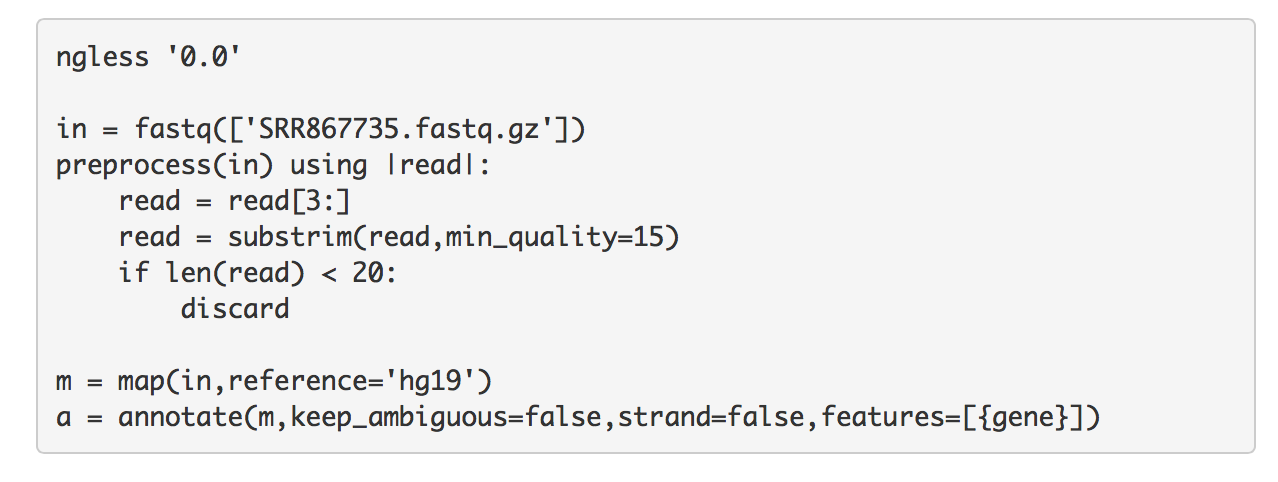 ngless '0.0'
in = fastq(['SRR867735.fastq.gz'])
preprocess(in) using |read|:
    read = read[3:]
    read = substrim(read,min_quality=15)
    if len(read) < 20:
        discard
m = map(in,reference='hg19')
a = annotate(m,keep_ambiguous=false,strand=false,features=[{gene}])